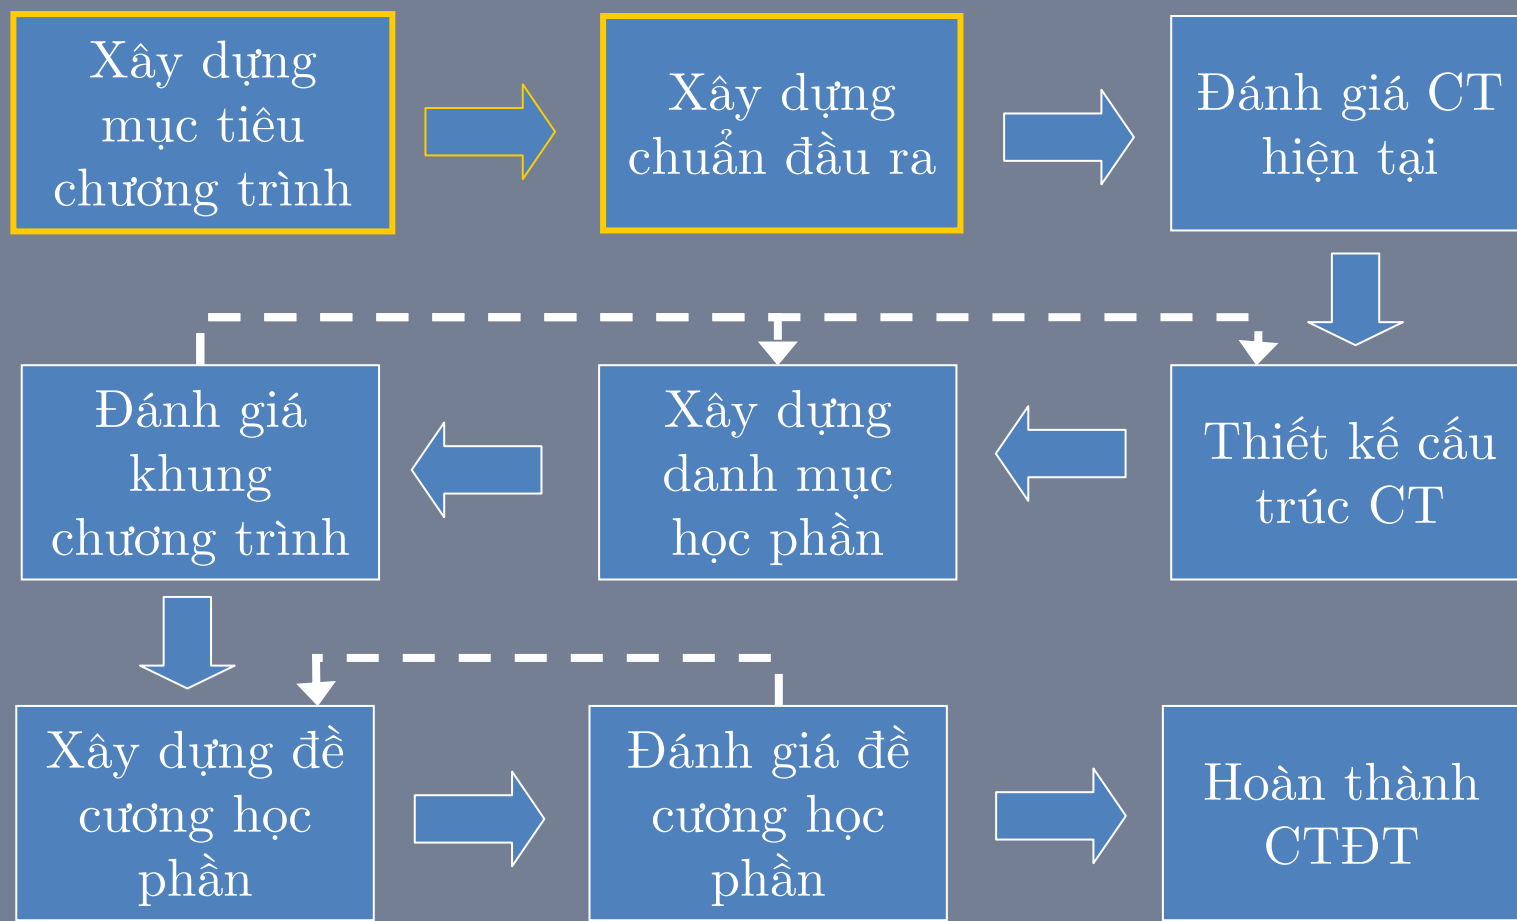 Xây dựng
mục tiêu
chương trình
Xây dựng
chuẩn đầu ra
Đánh giá CT
hiện tại
Đánh giá
khung
chương trình
Xây dựng
danh mục
học phần
Thiết kế cấu
trúc CT
Xây dựng đề
cương học
phần
Đánh giá đề
cương học
phần
Hoàn thành
CTĐT